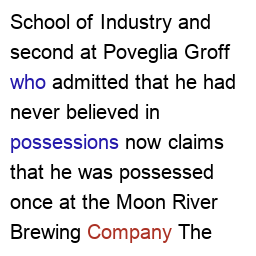 School of Industry and
second at Poveglia Groff
who admitted that he had
never believed in
possessions now claims
that he was possessed
once at the Moon River
Brewing Company The